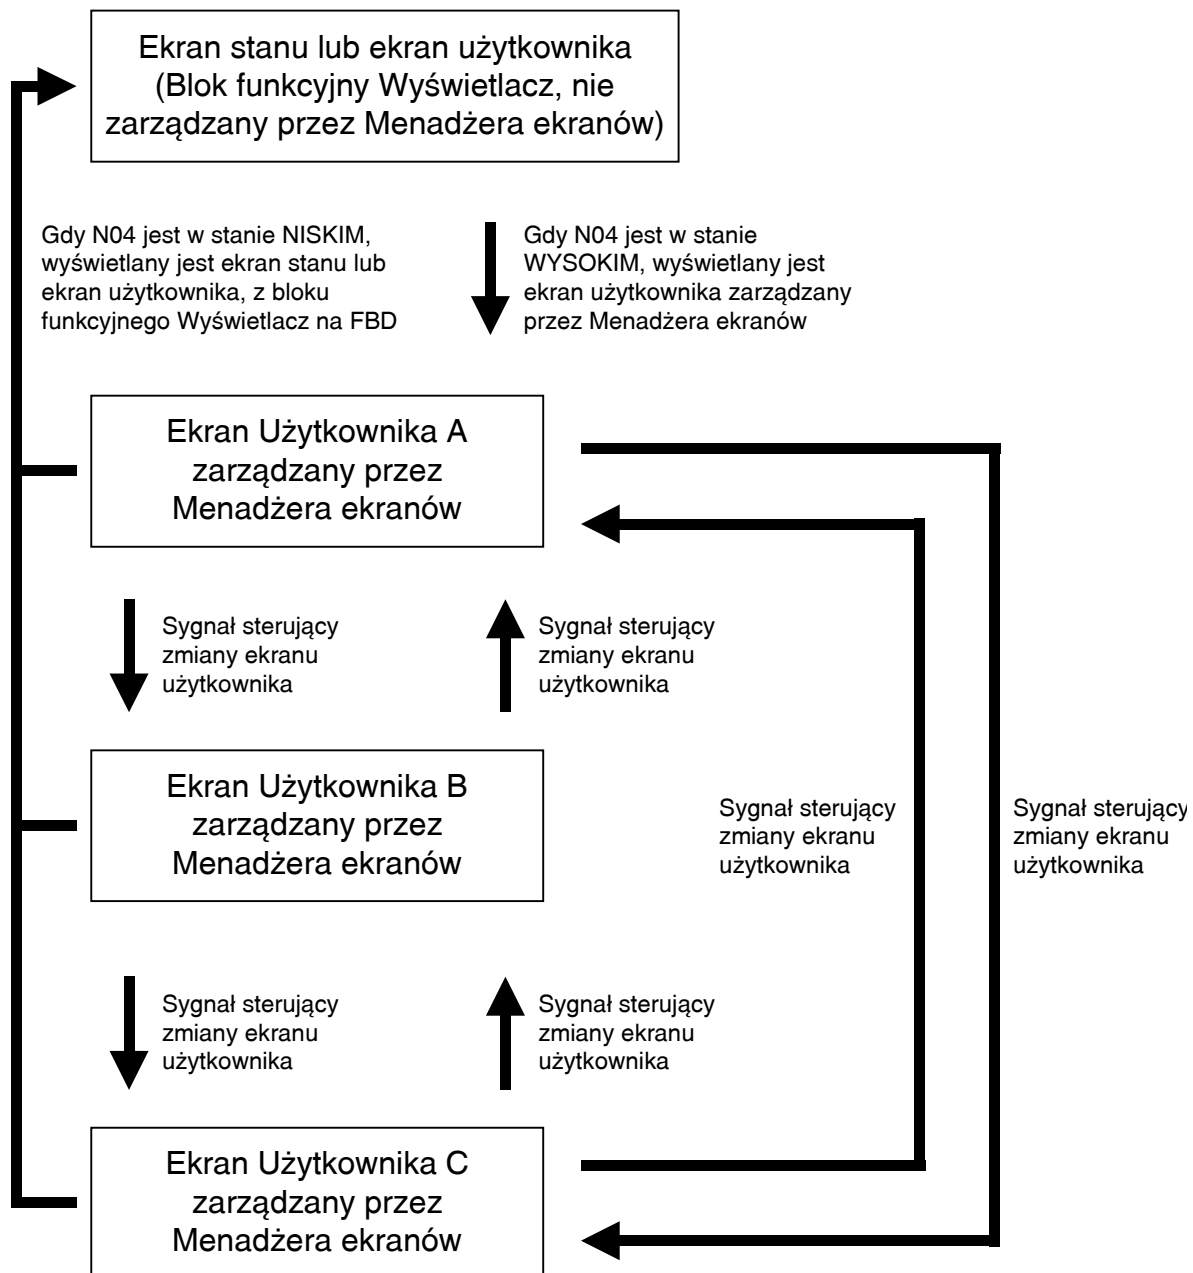 Ekran stanu lub ekran użytkownika
(Blok funkcyjny Wyświetlacz, nie
zarządzany przez Menadżera ekranów)
Gdy N04 jest w stanie NISKIM,
wyświetlany jest ekran stanu lub
ekran użytkownika, z bloku
funkcyjnego Wyświetlacz na FBD
Gdy N04 jest w stanie
WYSOKIM, wyświetlany jest
ekran użytkownika zarządzany
przez Menadżera ekranów
Ekran Użytkownika A
zarządzany przez
Menadżera ekranów
Sygnał sterujący
zmiany ekranu
użytkownika
Sygnał sterujący
zmiany ekranu
użytkownika
Ekran Użytkownika B
zarządzany przez
Menadżera ekranów
Sygnał sterujący
zmiany ekranu
użytkownika
Sygnał sterujący
zmiany ekranu
użytkownika
Sygnał sterujący
zmiany ekranu
użytkownika
Sygnał sterujący
zmiany ekranu
użytkownika
Ekran Użytkownika C
zarządzany przez
Menadżera ekranów